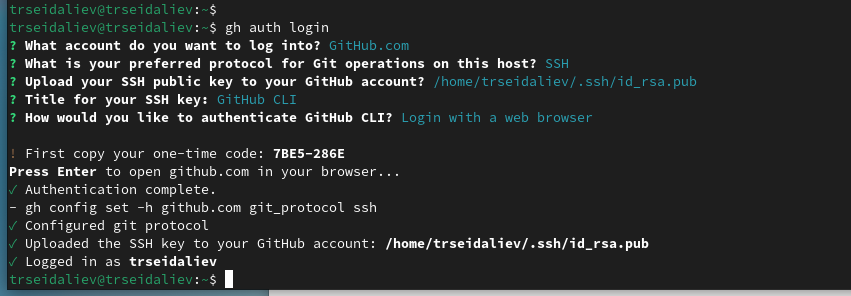 trseidaliev@trseidaliev:~$
trseidaliev@trseidaliev:~$ gh auth login
? What account do you want to log into? GitHub.com
? What is your preferred protocol for Git operations on this host? SSH
? Upload your SSH public key to your GitHub account? /home/trseidaliev/.ssh/id_rsa.pub
? Title for your SSH key: GitHub CLI
? How would you like to authenticate GitHub CLI? Login with a web browser
! First copy your one-time code: 7BE5-286E
Press Enter to open github.com in your browser...
✓ Authentication complete.
- gh config set -h github.com git_protocol ssh
✓ Configured git protocol
✓ Uploaded the SSH key to your GitHub account: /home/trseidaliev/.ssh/id_rsa.pub
✓ Logged in as trseidaliev
trseidaliev@trseidaliev:~$